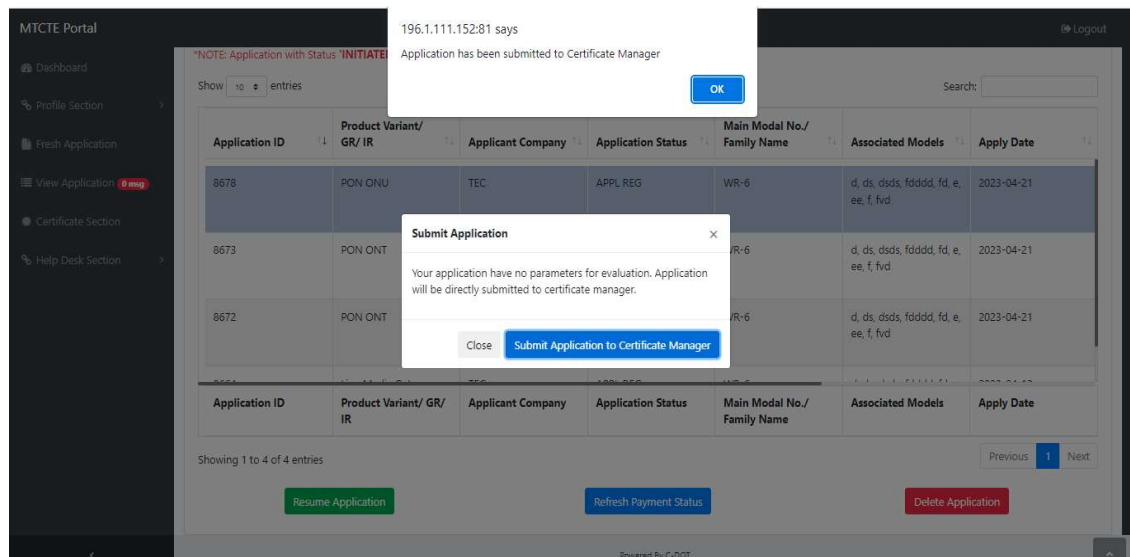 MTCTE Portal
196.1.111.152:81 says
Application has been submitted to Certificate Manager
OK
Logout
Dashboard
Profile Section
Fresh Application
View Application 0 msg
Certificate Section
Help Desk Section
*NOTE: Application with Status 'INITIATE
Show 10 entries
Search:
Application ID Product Variant/ GR/ IR Applicant Company Application Status Main Modal No./ Family Name Associated Models Apply Date
8678 PON ONU TEC APPL REG WR-6 d, ds, dsds, fdddd, fd, e, ee, f, fvd 2023-04-21
8673 PON ONT R-6 d, ds, dsds, fdddd, fd, e, ee, f, fvd 2023-04-21
8672 PON ONT R-6 d, ds, dsds, fdddd, fd, e, ee, f, fvd 2023-04-21
Submit Application
×
Your application have no parameters for evaluation. Application
will be directly submitted to certificate manager.
Close Submit Application to Certificate Manager
Application ID Product Variant/ GR/ IR Applicant Company Application Status Main Modal No./ Family Name Associated Models Apply Date
Showing 1 to 4 of 4 entries
Previous 1 Next
Resume Application Refresh Payment Status Delete Application
Powered By C-DOT